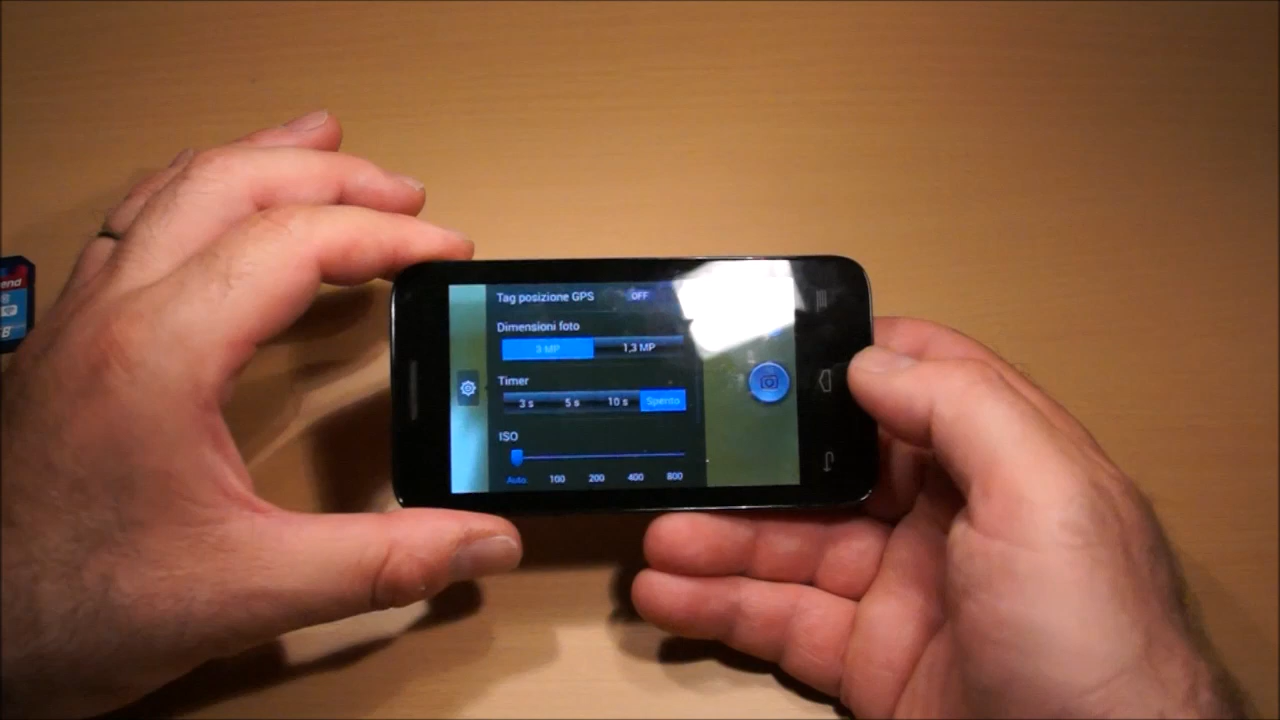 end
Tag posizione GPS OFF
Dimensioni foto
3 MP 1,3 MP
Timer
3 s 5 s 10 s Spento
ISO
Auto. 100 200 400 800